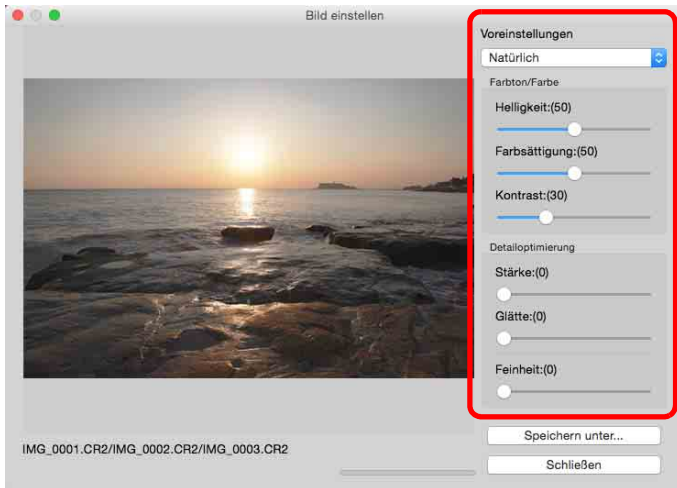 Bild einstellen
Voreinstellungen
Natürlich
Farbton/Farbe
Helligkeit:(50)
Farbsättigung:(50)
Kontrast:(30)
Detailoptimierung
Stärke:(0)
Glätte:(0)
Feinheit:(0)
IMG_0001.CR2/IMG_0002.CR2/IMG_0003.CR2
Speichern unter...
Schließen